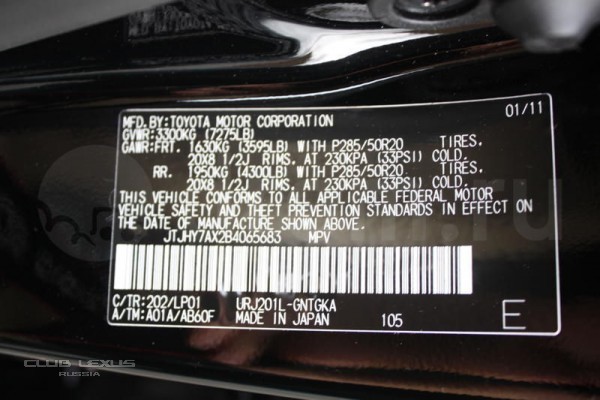 MFD.BY:TOYOTA MOTOR CORPORATION 01/11
GVWR:3300KG (7275LB)
GAWR:FRT. 1630KG (3595LB) WITH P285/50R20 TIRES.
20X8 1/2J RIMS. AT 230KPA (33PSI) COLD.
RR. 1950KG (4300LB) WITH P285/50R20 TIRES.
20X8 1/2J RIMS. AT 230KPA (33PSI) COLD.
THIS VEHICLE CONFORMS TO ALL APPLICABLE FEDERAL MOTOR
VEHICLE SAFETY AND THEFT PREVENTION STANDARDS IN EFFECT ON
THE DATE OF MANUFACTURE SHOWN ABOVE.
JTJHY7AX2B4065683 MPV
C/TR:202/LP01 URJ201L-GNTGKA
A/TM:A01A/AB60F MADE IN JAPAN 105 E
CLUB LEXUS
RUSSIA